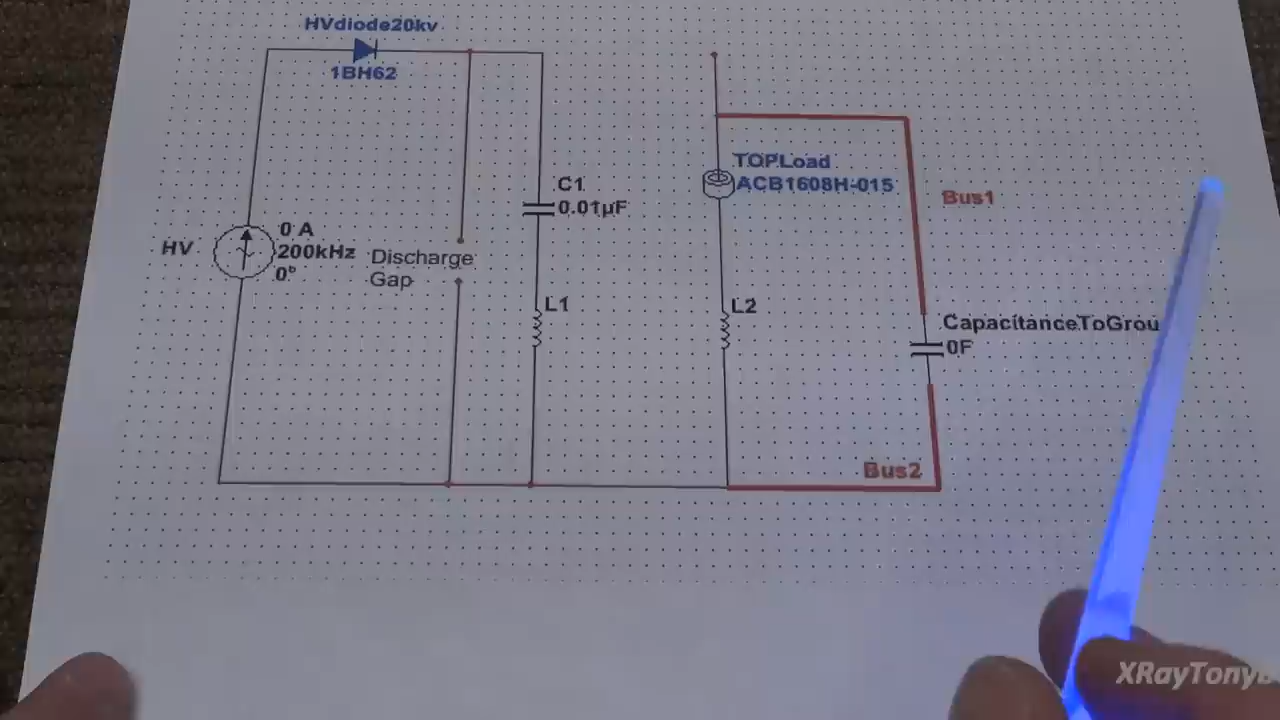 HVdiode20kv
1BH62
HV
0 A
200kHz
0°
Discharge
Gap
C1
0.01µF
L1
TOPLoad
ACB1608H-015
L2
Bus1
CapacitanceToGrou
0F
Bus2
XRayTony